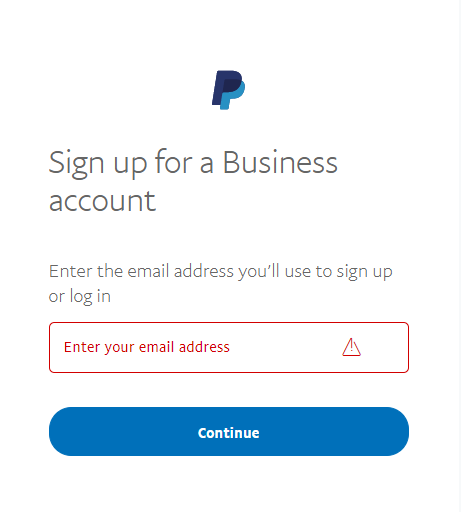 Sign up for a Business
account
Enter the email address you'll use to sign up
or log in
Enter your email address
Continue